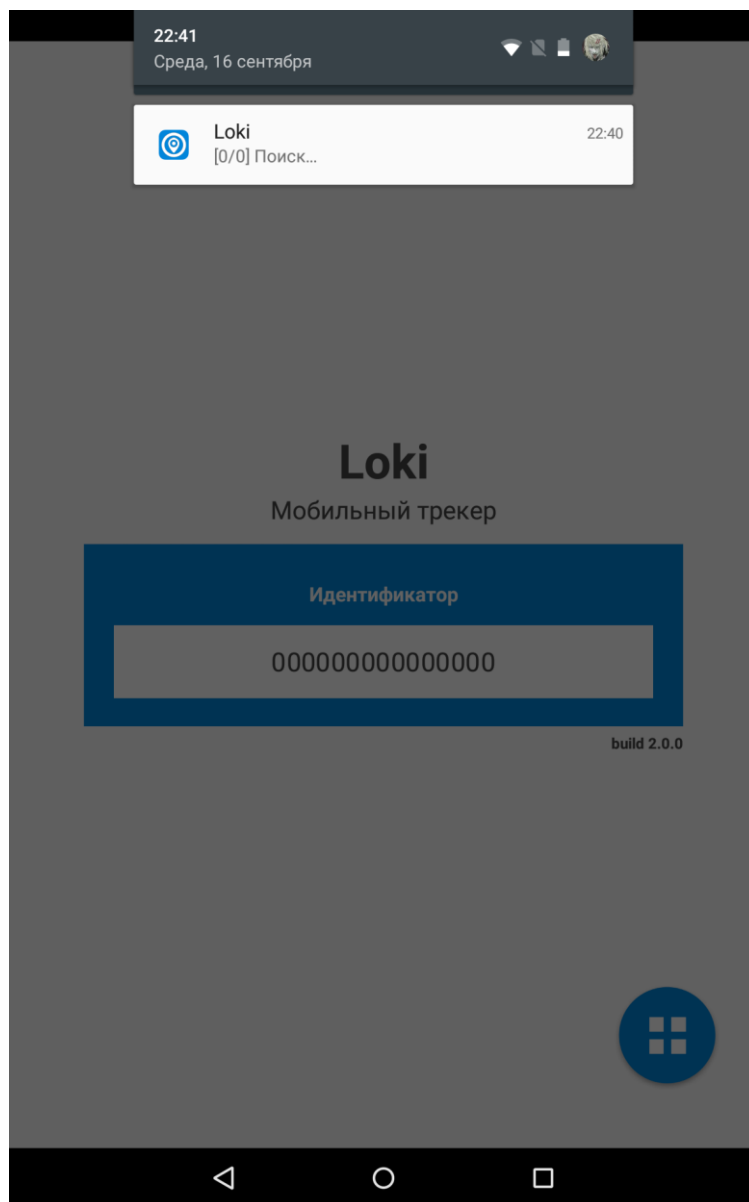 22:41
Среда, 16 сентября
Loki
22:40
[0/0] Поиск...
Loki
Мобильный трекер
Идентификатор
000000000000000
build 2.0.0